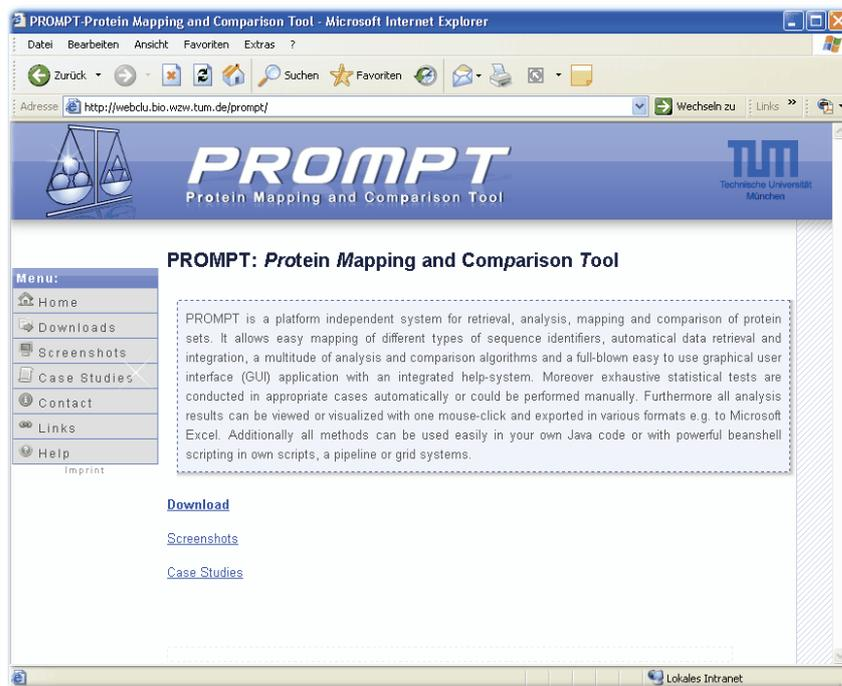 PROMPT-Protein Mapping and Comparison Tool - Microsoft Internet Explorer
Datei Bearbeiten Ansicht Favoriten Extras ?
Zurück Suchen Favoriten
Adresse http://webclu.bio.wzw.tum.de/prompt/ Wechseln zu Links »
PROMPT
Protein Mapping and Comparison Tool
TUM
Technische Universität
München
PROMPT: Protein Mapping and Comparison Tool
Menu:
Home
Downloads
Screenshots
Case Studies
Contact
Links
Help
Imprint
PROMPT is a platform independent system for retrieval, analysis, mapping and comparison of protein
sets. It allows easy mapping of different types of sequence identifiers, automatical data retrieval and
integration, a multitude of analysis and comparison algorithms and a full-blown easy to use graphical user
interface (GUI) application with an integrated help-system. Moreover exhaustive statistical tests are
conducted in appropriate cases automatically or could be performed manually. Furthermore all analysis
results can be viewed or visualized with one mouse-click and exported in various formats e.g. to Microsoft
Excel. Additionally all methods can be used easily in your own Java code or with powerful beanshell
scripting in own scripts, a pipeline or grid systems.
Download
Screenshots
Case Studies
Lokales Intranet